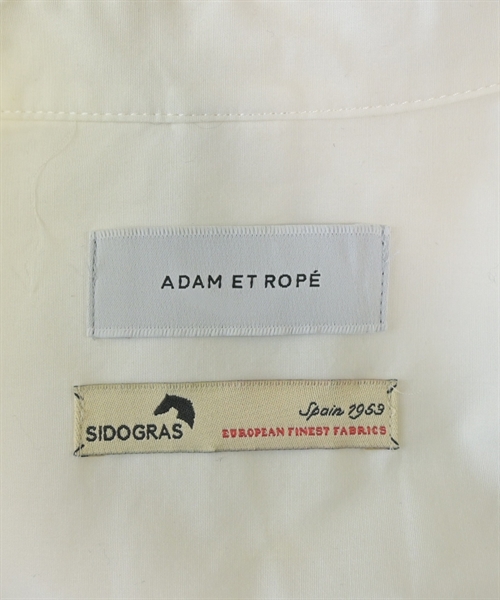 ADAM ET ROPÉ
SIDOGRAS
Spain 1959
EUROPEAN FINEST FABRICS